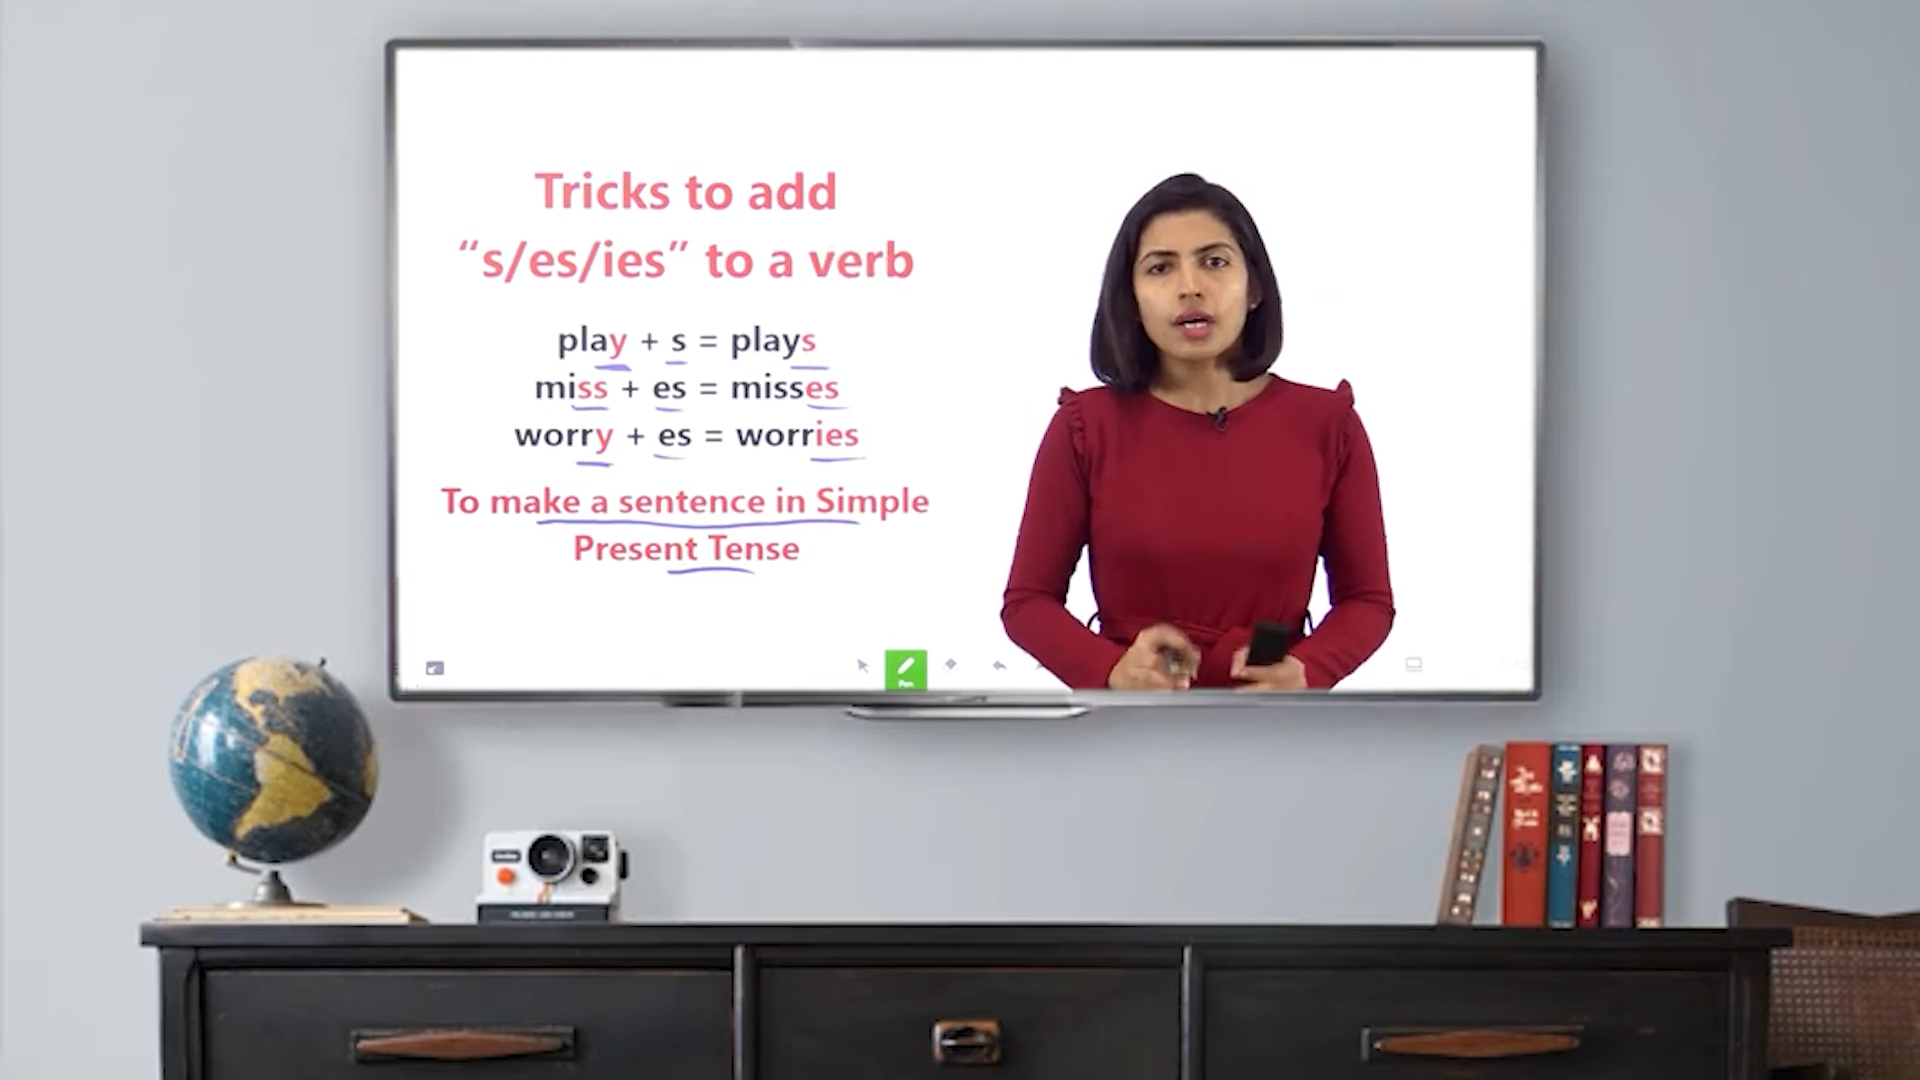 Tricks to add
“s/es/ies” to a verb
play + s = plays
miss + es = misses
worry + es = worries
To make a sentence in Simple
Present Tense
Pen